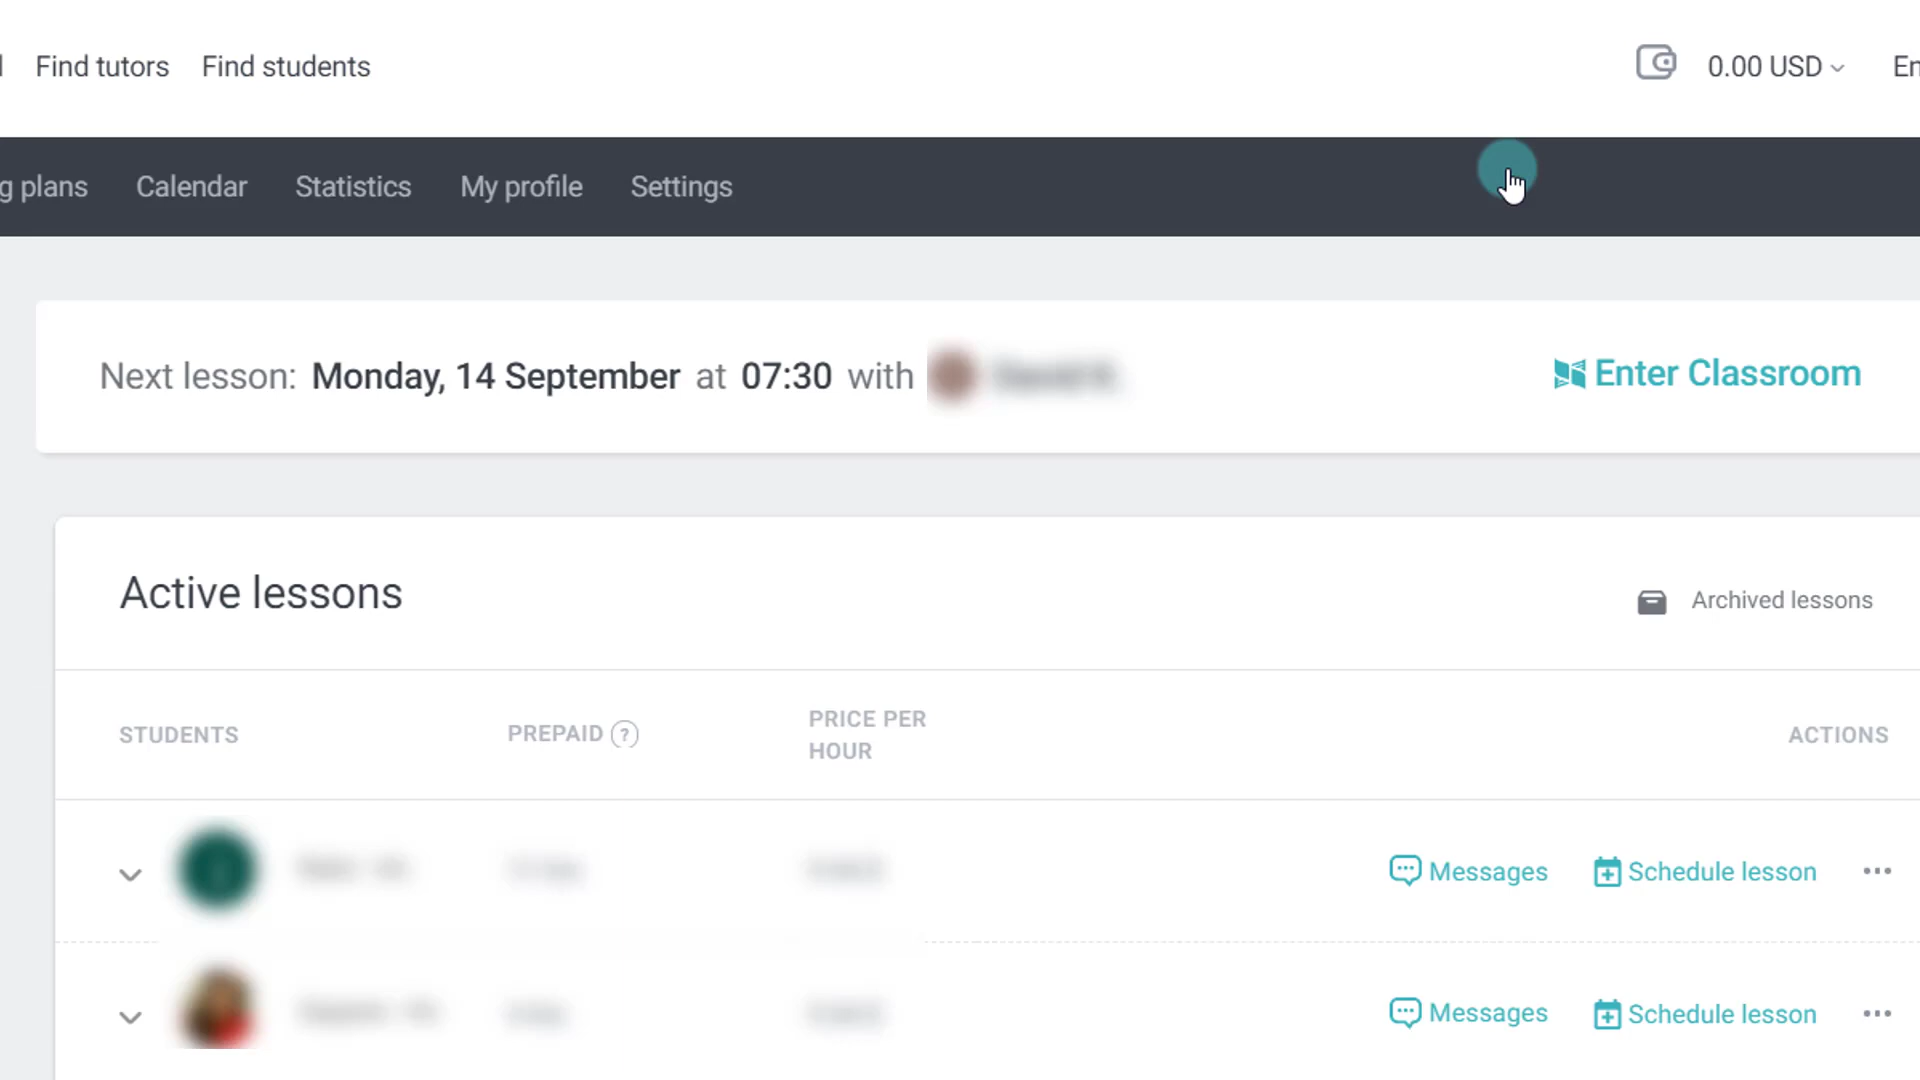 Find tutors Find students 0.00 USD En
g plans Calendar Statistics My profile Settings
Next lesson: Monday, 14 September at 07:30 with
Enter Classroom
Active lessons
Archived lessons
STUDENTS PREPAID ? PRICE PER HOUR ACTIONS
Messages Schedule lesson
Messages Schedule lesson